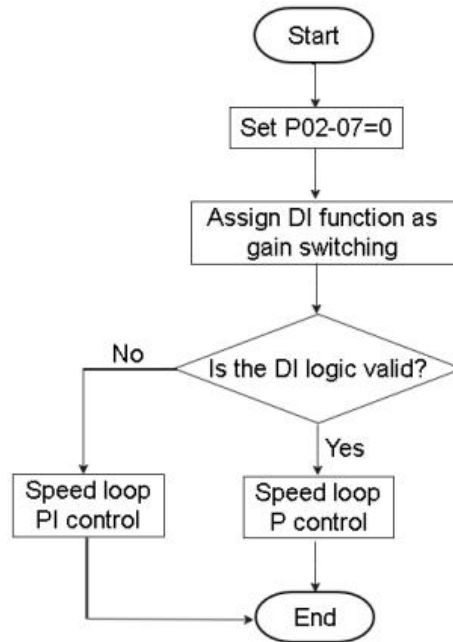 Start
Set P02-07=0
Assign DI function as
gain switching
Is the DI logic valid?
No
Yes
Speed loop
PI control
Speed loop
P control
End